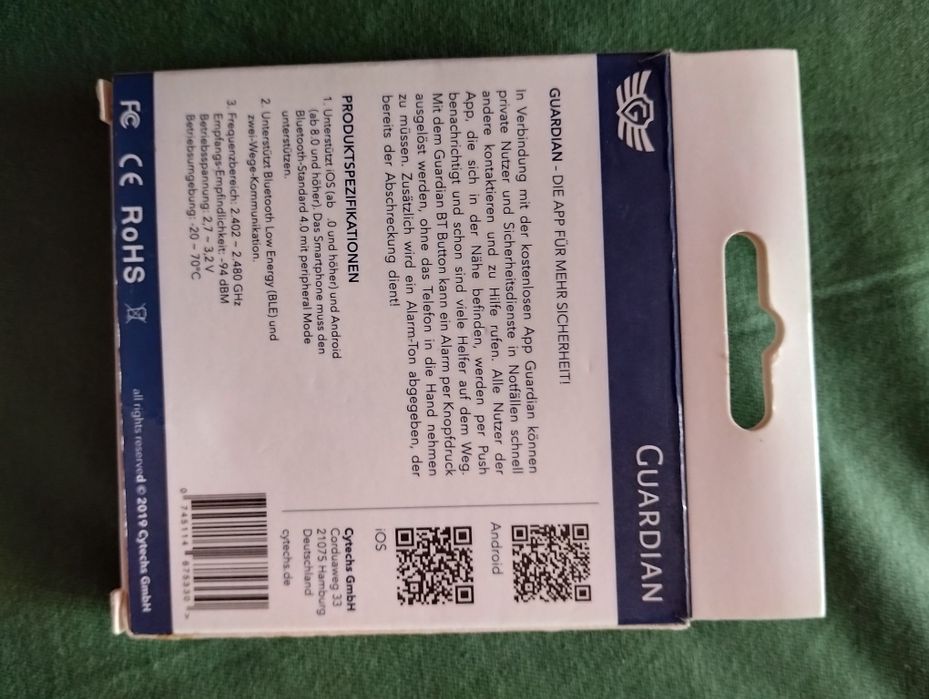 GUARDIAN
GUARDIAN – DIE APP FÜR MEHR SICHERHEIT!
In Verbindung mit der kostenlosen App Guardian können
private Nutzer und Sicherheitsdienste in Notfällen schnell
andere kontaktieren und zu Hilfe rufen. Alle Nutzer der
App, die sich in der Nähe befinden, werden per Push
benachrichtigt und schon sind viele Helfer auf dem Weg.
Mit dem Guardian BT Button kann ein Alarm per Knopfdruck
ausgelöst werden, ohne das Telefon in die Hand nehmen
zu müssen. Zusätzlich wird ein Alarm-Ton abgegeben, der
bereits der Abschreckung dient!
PRODUKTSPEZIFIKATIONEN
1. Unterstützt iOS (ab .0 und höher) und Android
(ab 8.0 und höher). Das Smartphone muss den
Bluetooth-Standard 4.0 mit peripheral Mode
unterstützen.
2. Unterstützt Bluetooth Low Energy (BLE) und
zwei-Wege-Kommunikation.
3. Frequenzbereich: 2.402 – 2.480 GHz
Empfangs-Empfindlichkeit: -94 dBM
Betriebsspannung: 2,7 – 3,2 V
Betriebsumgebung: -20 – 70°C
Android
iOS
Cytechs GmbH
Corduaweg 33
21075 Hamburg
Deutschland
cytechs.de
0 745114 875330 >
FC CE RoHS
all rights reserved © 2019 Cytechs GmbH